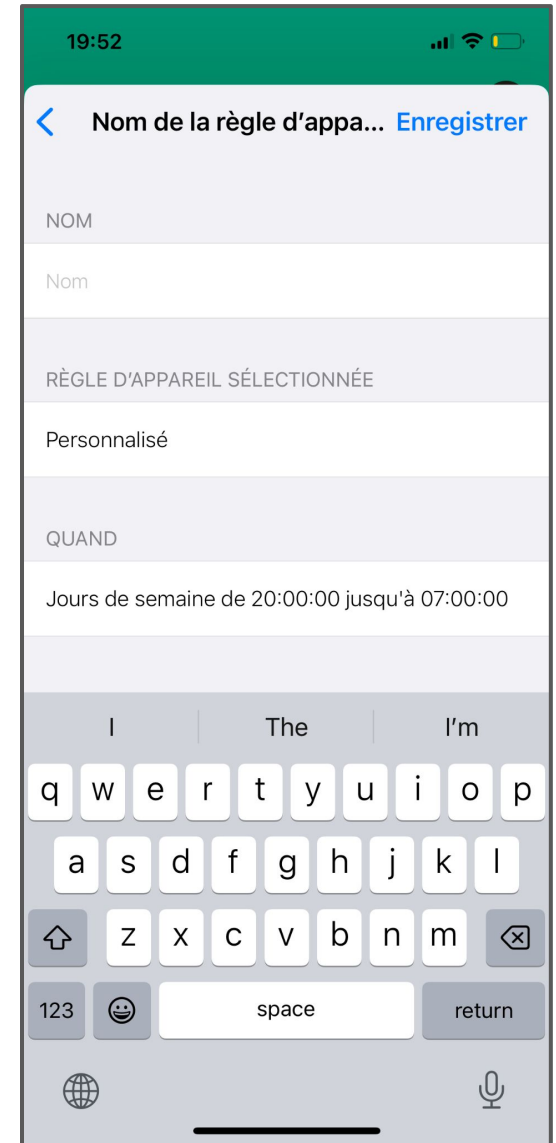 19:52
Nom de la règle d’appa... Enregistrer
NOM
Nom
RÈGLE D’APPAREIL SÉLECTIONNÉE
Personnalisé
QUAND
Jours de semaine de 20:00:00 jusqu'à 07:00:00
I The I’m
q w e r t y u i o p
a s d f g h j k l
z x c v b n m
123 space return